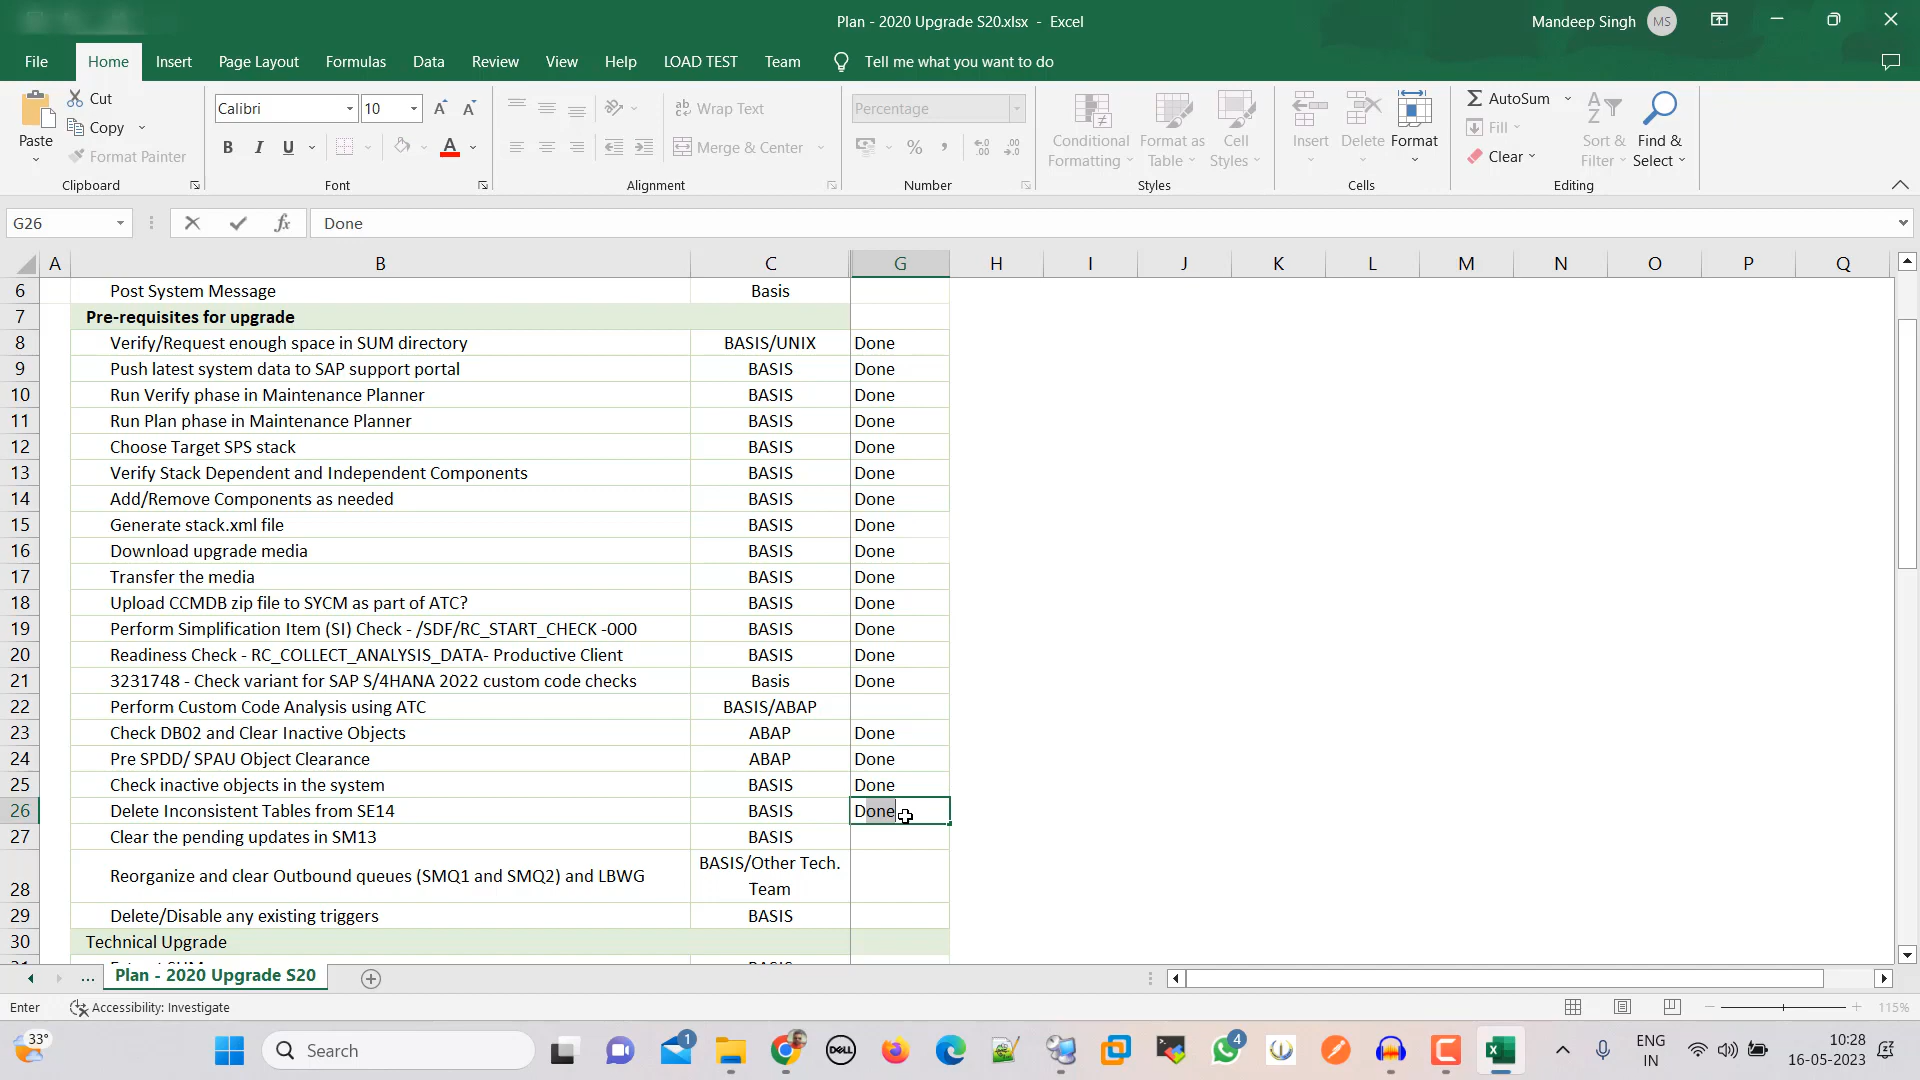 Plan - 2020 Upgrade S20.xlsx - Excel
Mandeep Singh MS
File Home Insert Page Layout Formulas Data Review View Help LOAD TEST Team Tell me what you want to do
Cut
Copy
Format Painter
Paste
Clipboard
Calibri 10
B I U A
Font
Wrap Text
Merge & Center
Alignment
Percentage
%
Number
Conditional Formatting
Format as Table
Cell Styles
Styles
Insert Delete Format
Cells
AutoSum
Fill
Clear
Sort & Filter
Find & Select
Editing
G26 fx Done
A B C G H I J K L M N O P Q
6 Post System Message Basis
7 Pre-requisites for upgrade
8 Verify/Request enough space in SUM directory BASIS/UNIX Done
9 Push latest system data to SAP support portal BASIS Done
10 Run Verify phase in Maintenance Planner BASIS Done
11 Run Plan phase in Maintenance Planner BASIS Done
12 Choose Target SPS stack BASIS Done
13 Verify Stack Dependent and Independent Components BASIS Done
14 Add/Remove Components as needed BASIS Done
15 Generate stack.xml file BASIS Done
16 Download upgrade media BASIS Done
17 Transfer the media BASIS Done
18 Upload CCMDB zip file to SYCM as part of ATC? BASIS Done
19 Perform Simplification Item (SI) Check - /SDF/RC_START_CHECK -000 BASIS Done
20 Readiness Check - RC_COLLECT_ANALYSIS_DATA- Productive Client BASIS Done
21 3231748 - Check variant for SAP S/4HANA 2022 custom code checks Basis Done
22 Perform Custom Code Analysis using ATC BASIS/ABAP
23 Check DB02 and Clear Inactive Objects ABAP Done
24 Pre SPDD/ SPAU Object Clearance ABAP Done
25 Check inactive objects in the system BASIS Done
26 Delete Inconsistent Tables from SE14 BASIS Done
27 Clear the pending updates in SM13 BASIS
28 Reorganize and clear Outbound queues (SMQ1 and SMQ2) and LBWG BASIS/Other Tech. Team
29 Delete/Disable any existing triggers BASIS
30 Technical Upgrade
... Plan - 2020 Upgrade S20
Enter Accessibility: Investigate 115%
33° Search DELL 1 4 ENG IN 10:28 16-05-2023